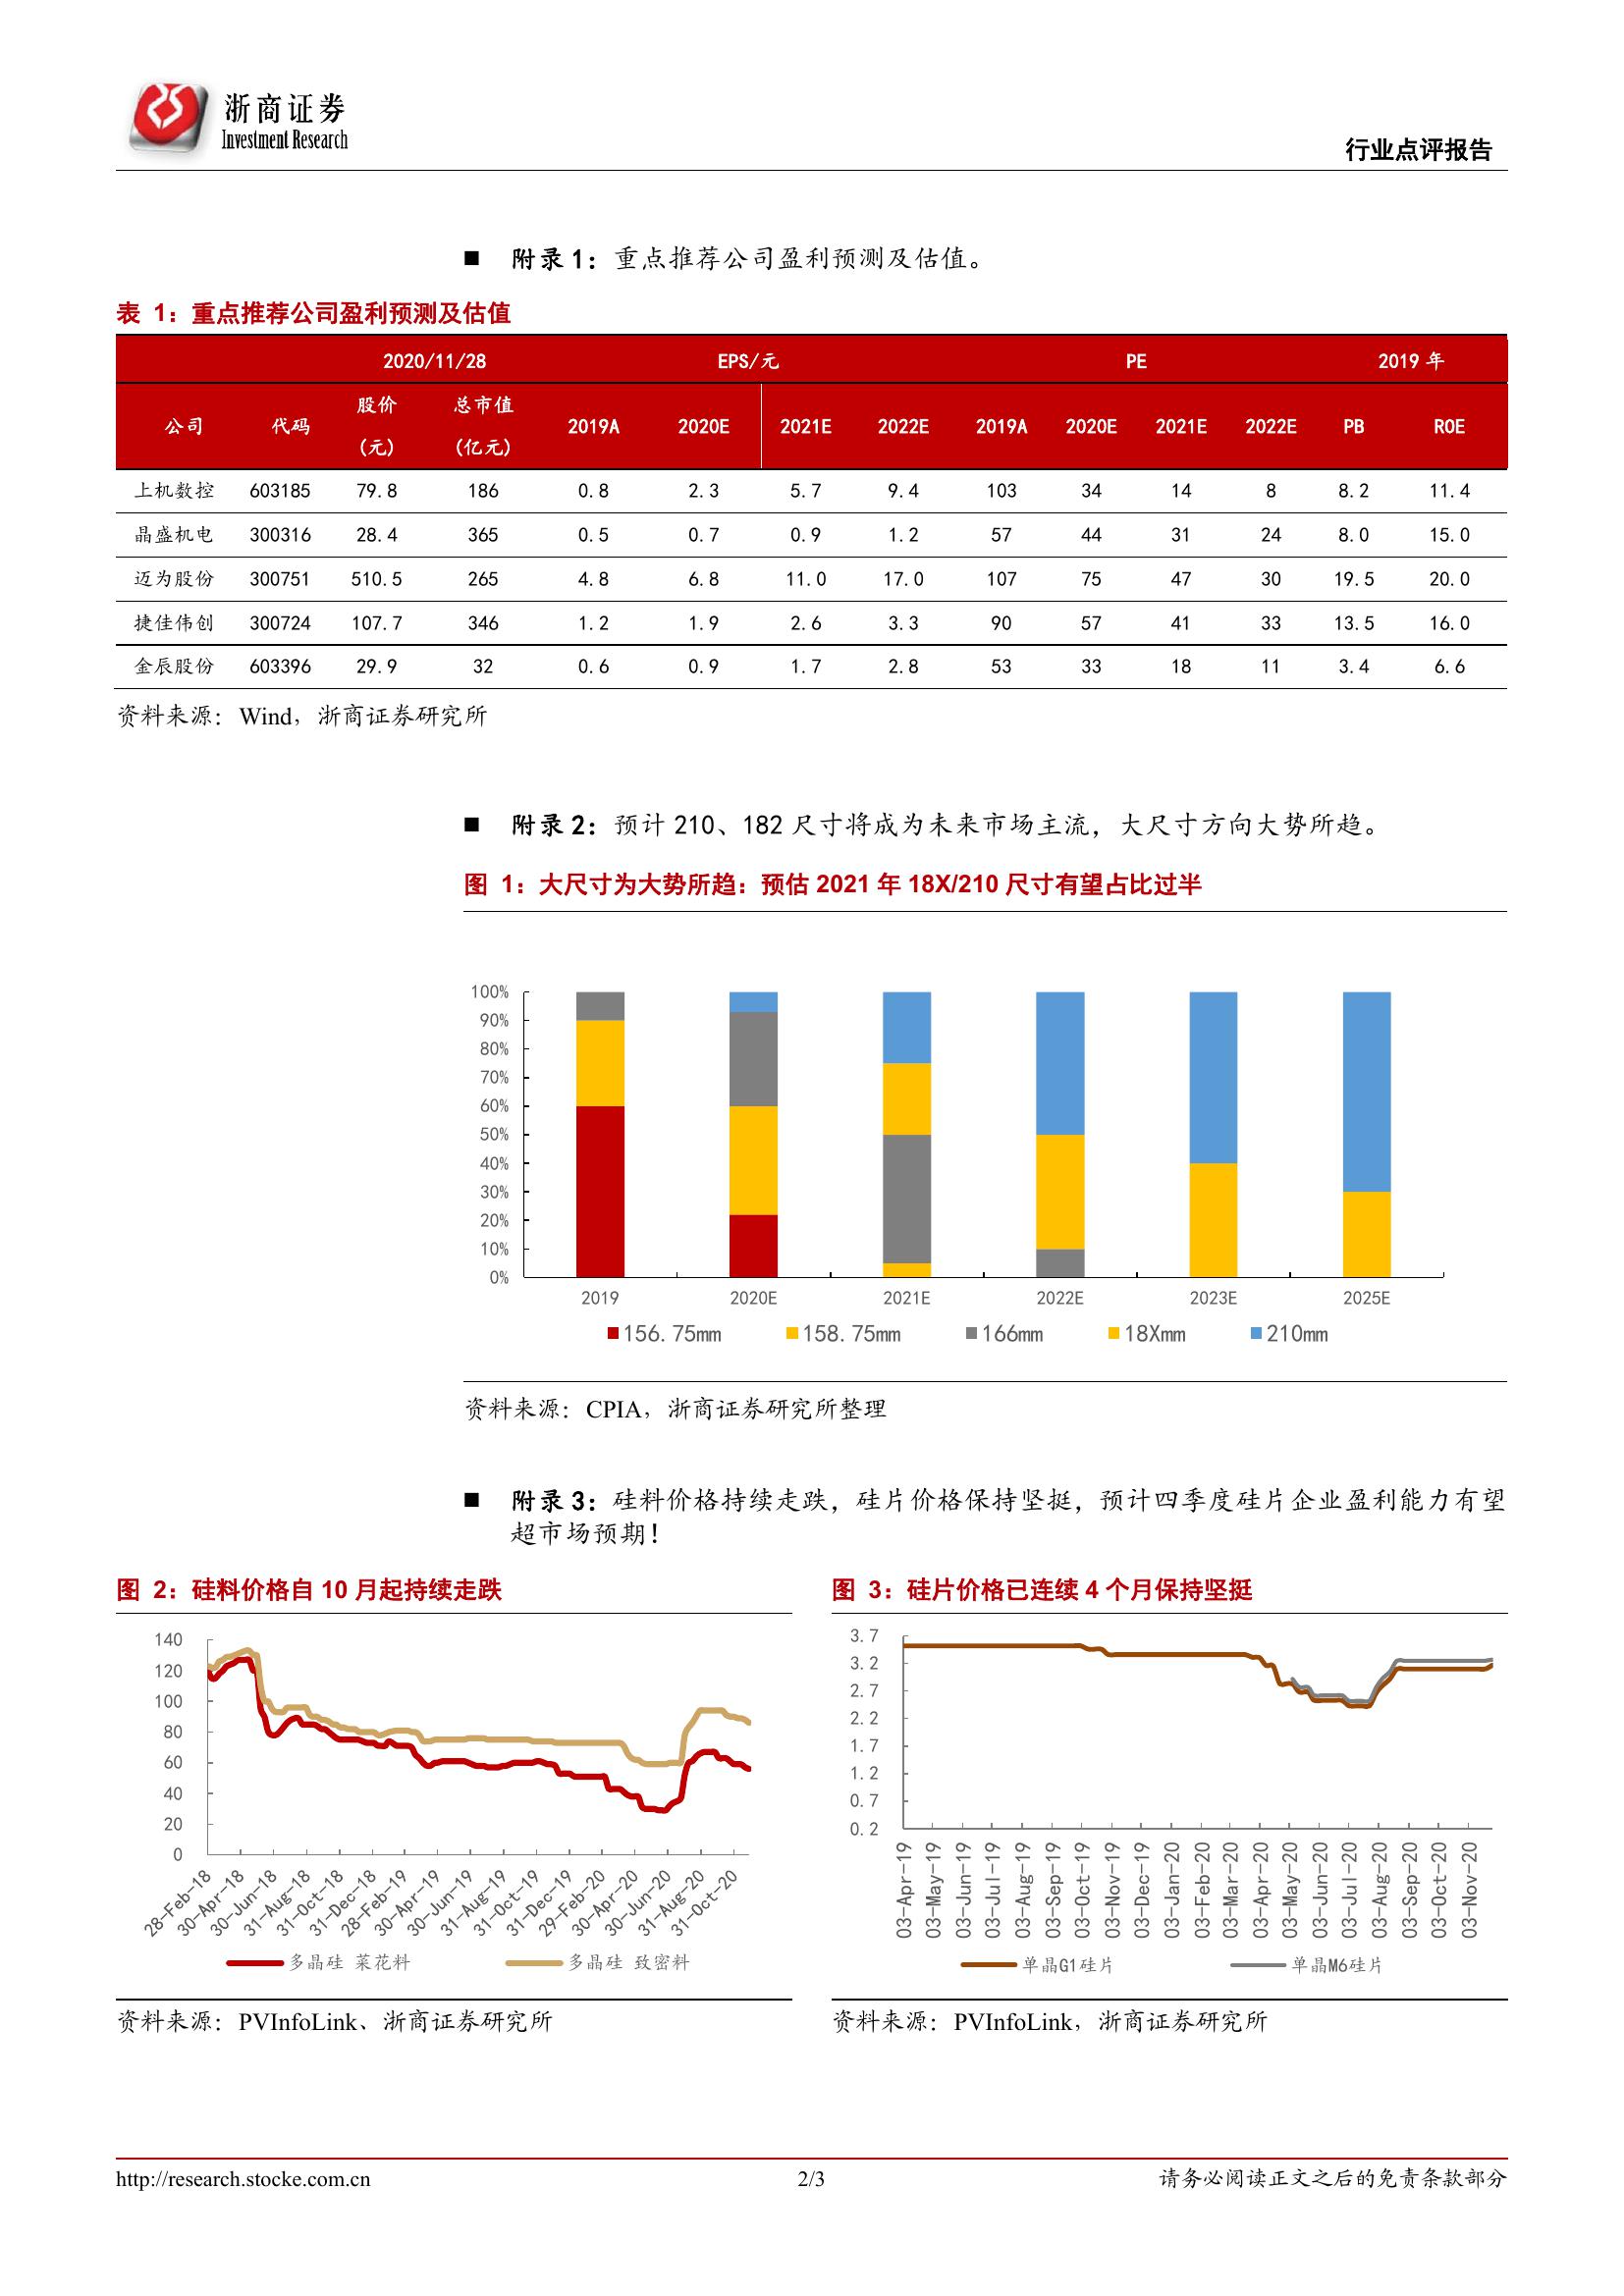 浙商证券
Investment Research
行业点评报告
■ 附录1：重点推荐公司盈利预测及估值。
表 1：重点推荐公司盈利预测及估值
2020/11/28 EPS/元 PE 2019 年
公司 代码 股价(元) 总市值(亿元) 2019A 2020E 2021E 2022E 2019A 2020E 2021E 2022E PB ROE
上机数控 603185 79.8 186 0.8 2.3 5.7 9.4 103 34 14 8 8.2 11.4
晶盛机电 300316 28.4 365 0.5 0.7 0.9 1.2 57 44 31 24 8.0 15.0
迈为股份 300751 510.5 265 4.8 6.8 11.0 17.0 107 75 47 30 19.5 20.0
捷佳伟创 300724 107.7 346 1.2 1.9 2.6 3.3 90 57 41 33 13.5 16.0
金辰股份 603396 29.9 32 0.6 0.9 1.7 2.8 53 33 18 11 3.4 6.6
资料来源：Wind，浙商证券研究所
■ 附录2：预计 210、182 尺寸将成为未来市场主流，大尺寸方向大势所趋。
图 1：大尺寸为大势所趋：预估 2021 年 18X/210 尺寸有望占比过半
100%
90%
80%
70%
60%
50%
40%
30%
20%
10%
0%
2019 2020E 2021E 2022E 2023E 2025E
156.75mm 158.75mm 166mm 18Xmm 210mm
资料来源：CPIA，浙商证券研究所整理
■ 附录3：硅料价格持续走跌，硅片价格保持坚挺，预计四季度硅片企业盈利能力有望
超市场预期！
图 2：硅料价格自 10 月起持续走跌
140
120
100
80
60
40
20
0
28-Feb-18 30-Apr-18 30-Jun-18 31-Aug-18 31-Oct-18 31-Dec-18 28-Feb-19 30-Apr-19 30-Jun-19 31-Aug-19 31-Oct-19 31-Dec-19 29-Feb-20 30-Apr-20 30-Jun-20 31-Aug-20 31-Oct-20
多晶硅 菜花料 多晶硅 致密料
资料来源：PVInfoLink、浙商证券研究所
图 3：硅片价格已连续 4 个月保持坚挺
3.7
3.2
2.7
2.2
1.7
1.2
0.7
0.2
03-Apr-19 03-May-19 03-Jun-19 03-Jul-19 03-Aug-19 03-Sep-19 03-Oct-19 03-Nov-19 03-Dec-19 03-Jan-20 03-Feb-20 03-Mar-20 03-Apr-20 03-May-20 03-Jun-20 03-Jul-20 03-Aug-20 03-Sep-20 03-Oct-20 03-Nov-20
单晶G1硅片 单晶M6硅片
资料来源：PVInfoLink，浙商证券研究所
http://research.stocke.com.cn 2/3 请务必阅读正文之后的免责条款部分